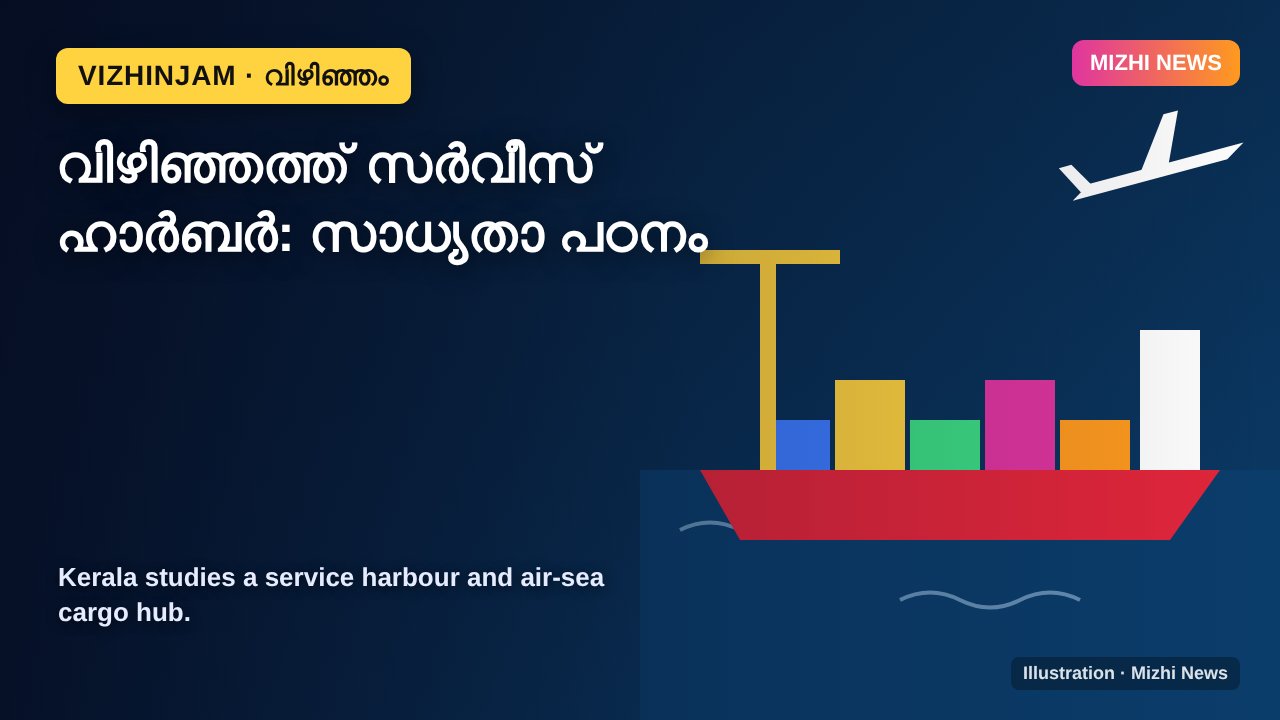 VIZHINJAM · വിഴിഞ്ഞം
MIZHI NEWS
വിഴിഞ്ഞത്ത് സർവീസ്
ഹാർബർ: സാധ്യതാ പഠനം
Kerala studies a service harbour and air-sea
cargo hub.
Illustration · Mizhi News